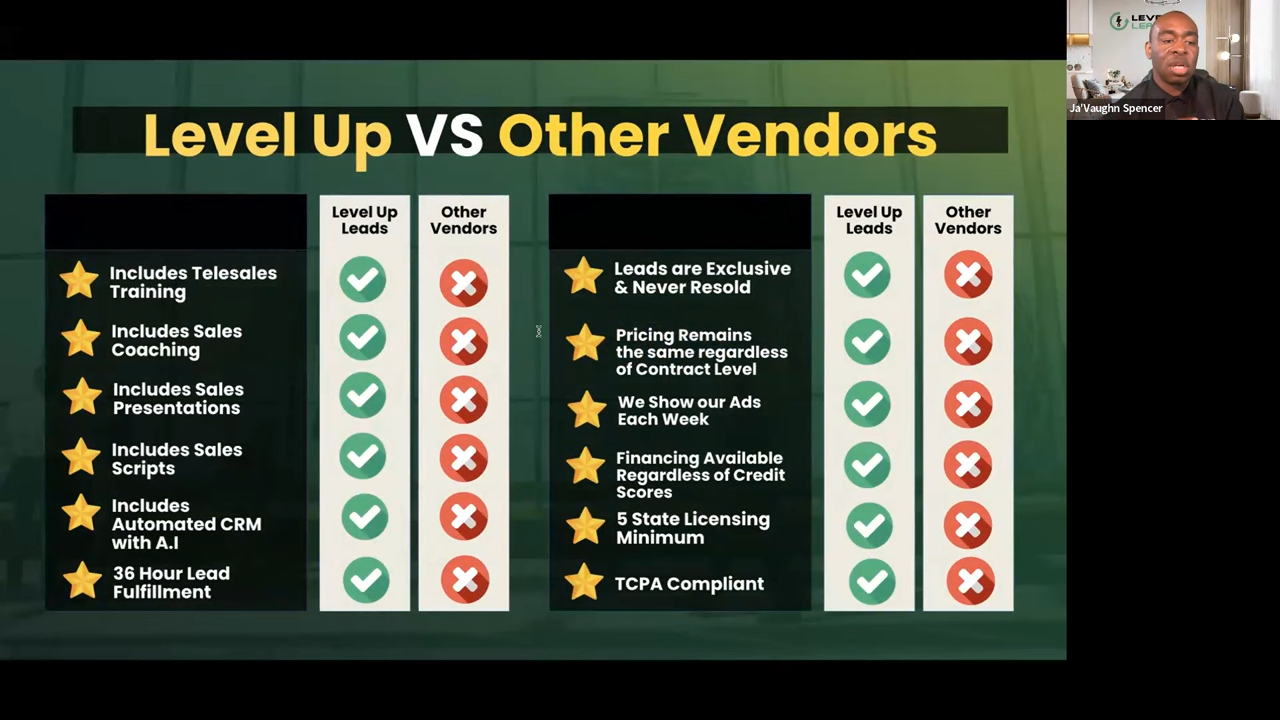 Level Up VS Other Vendors
Level Up
Leads
Other
Vendors
Includes Telesales
Training
Includes Sales
Coaching
Includes Sales
Presentations
Includes Sales
Scripts
Includes
Automated CRM
with A.I
36 Hour Lead
Fulfillment
Level Up
Leads
Other
Vendors
Leads are Exclusive
& Never Resold
Pricing Remains
the same regardless
of Contract Level
We Show our Ads
Each Week
Financing Available
Regardless of Credit
Scores
5 State Licensing
Minimum
TCPA Compliant
Ja'Vaughn Spencer